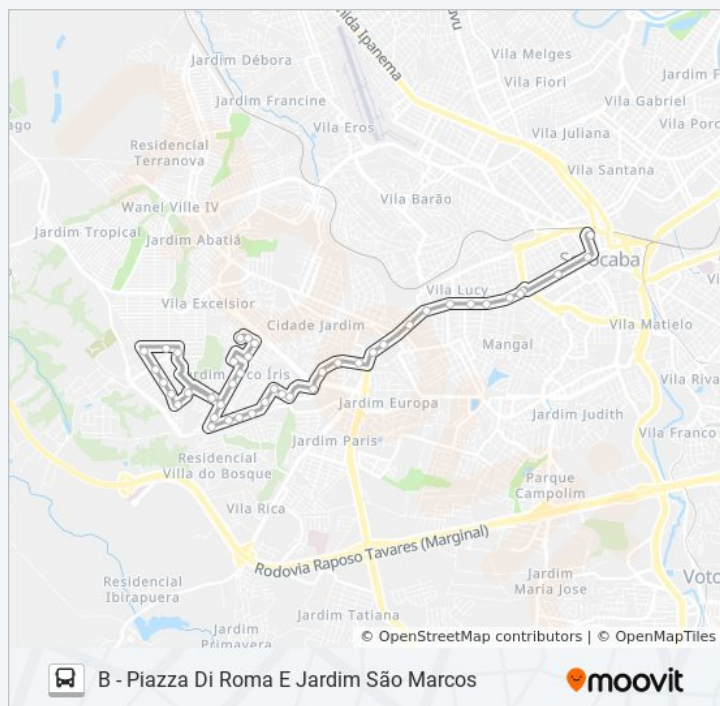 nida Ipanema
uvu
Vila Melges
Jardim Débora
Vila Fiori
Jardim F
Jardim Francine
Vila Gabriel
Vila Eros
Vila Porc
ago
Vila Juliana
Residencial
Terranova
Vila Santana
Vila Barão
Wanel Ville IV
Jardim Tropical
Jardim Abatiá
Vila Lucy
Vila Excelsior
Cidade Jardim
Vila Matielo
Mangal
Vila Riva
Jardim Europa
Jardim Judith
Vila Franco
Jardim Paris
Residencial
Villa do Bosque
Parque
Campolim
Vila Rica
Rodovia Raposo Tavares (Marginal)
Residencial
Ibirapuera
Jardim
Maria Jose
Voto
Jardim Tatiana
Jardim
Primavera
© OpenStreetMap contributors | © OpenMapTiles
B - Piazza Di Roma E Jardim São Marcos
moovit